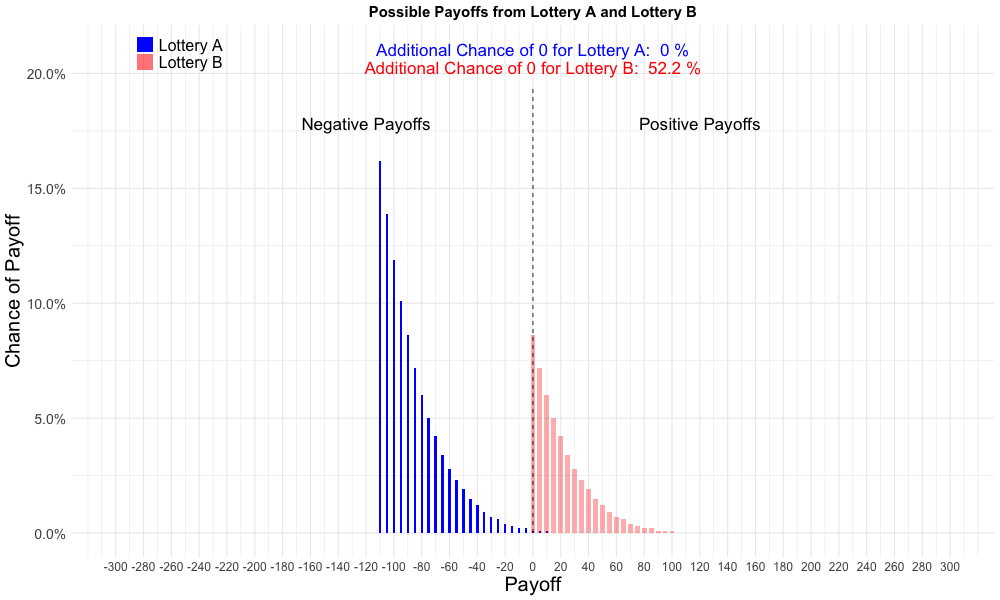 Possible Payoffs from Lottery A and Lottery B
Lottery A
Lottery B
Additional Chance of 0 for Lottery A:  0 %
Additional Chance of 0 for Lottery B:  52.2 %
Negative Payoffs
Positive Payoffs
Chance of Payoff
20.0%
15.0%
10.0%
5.0%
0.0%
-300 -280 -260 -240 -220 -200 -180 -160 -140 -120 -100 -80 -60 -40 -20 0 20 40 60 80 100 120 140 160 180 200 220 240 260 280 300
Payoff